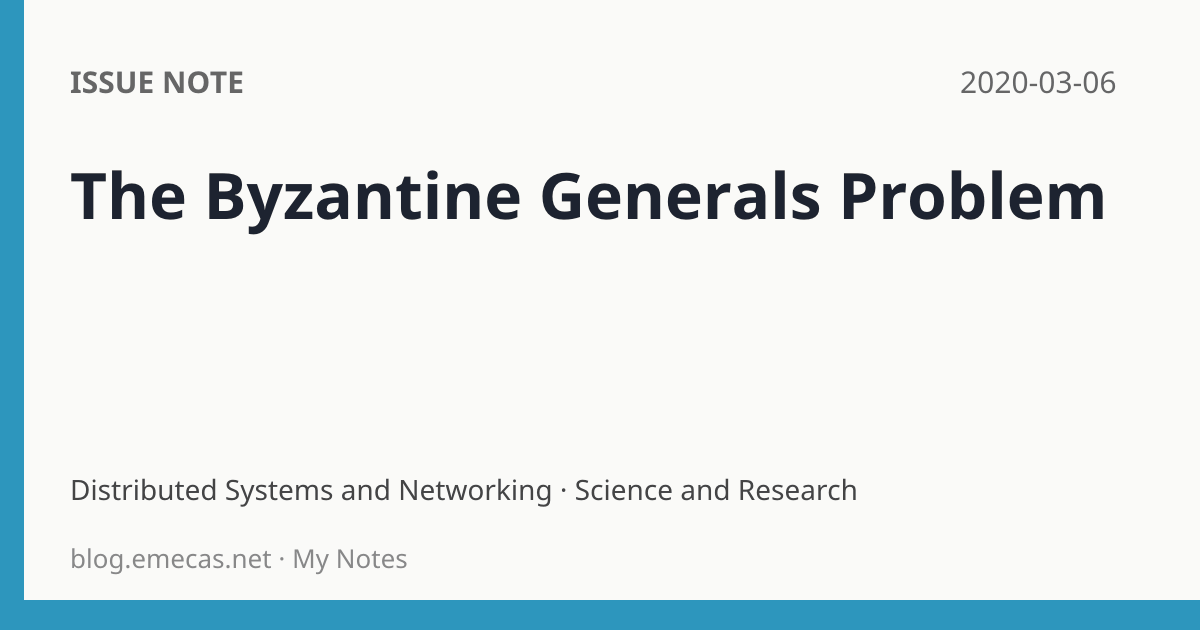 ISSUE NOTE
2020-03-06
The Byzantine Generals Problem
Distributed Systems and Networking · Science and Research
blog.emecas.net · My Notes